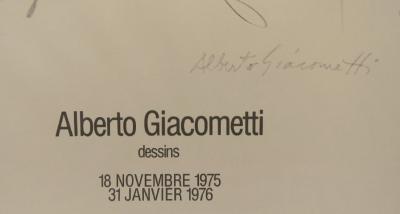 Alberto Giacometti
Alberto Giacometti
dessins
18 NOVEMBRE 1975
31 JANVIER 1976